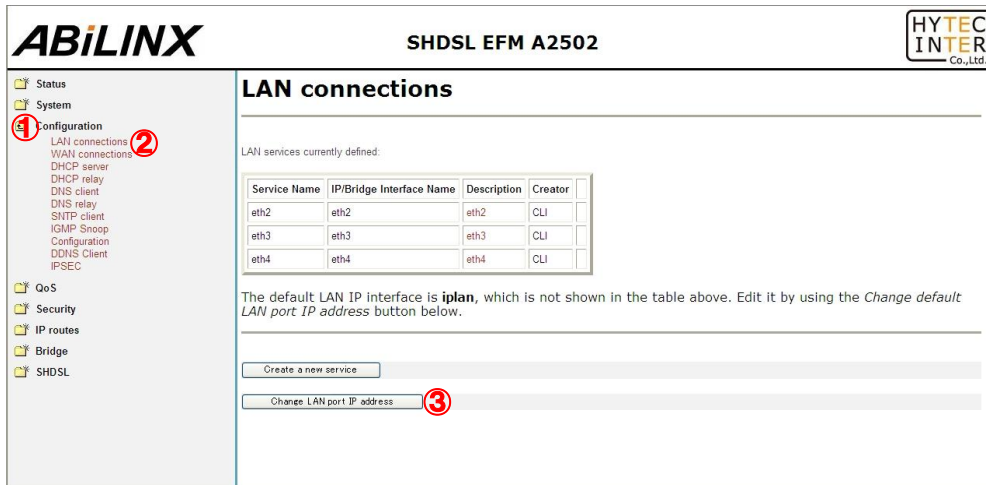 ABiLINX
SHDSL EFM A2502
HYTEC
INTER
Co.,Ltd.
Status
System
① Configuration
LAN connections ②
WAN connections
DHCP server
DHCP relay
DNS client
DNS relay
SNTP client
IGMP Snoop
Configuration
DDNS Client
IPSEC
QoS
Security
IP routes
Bridge
SHDSL
LAN connections
LAN services currently defined:
Service Name IP/Bridge Interface Name Description Creator
eth2 eth2 eth2 CLI
eth3 eth3 eth3 CLI
eth4 eth4 eth4 CLI
The default LAN IP interface is iplan, which is not shown in the table above. Edit it by using the Change default
LAN port IP address button below.
Create a new service
Change LAN port IP address ③